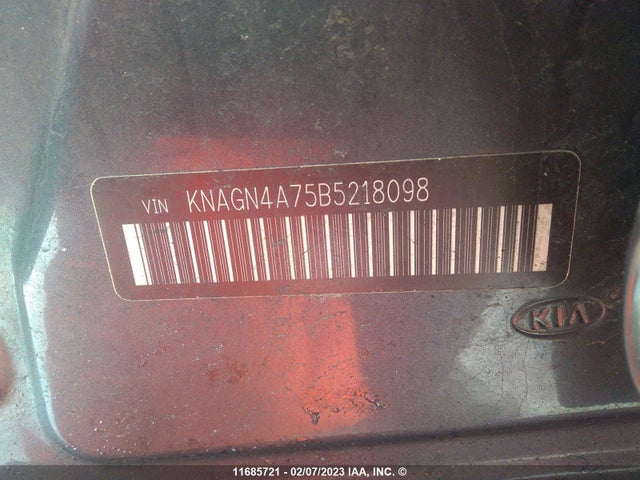 VIN KNAGN4A75B5218098
KIA
11685721 - 02/07/2023 IAA, INC. ©